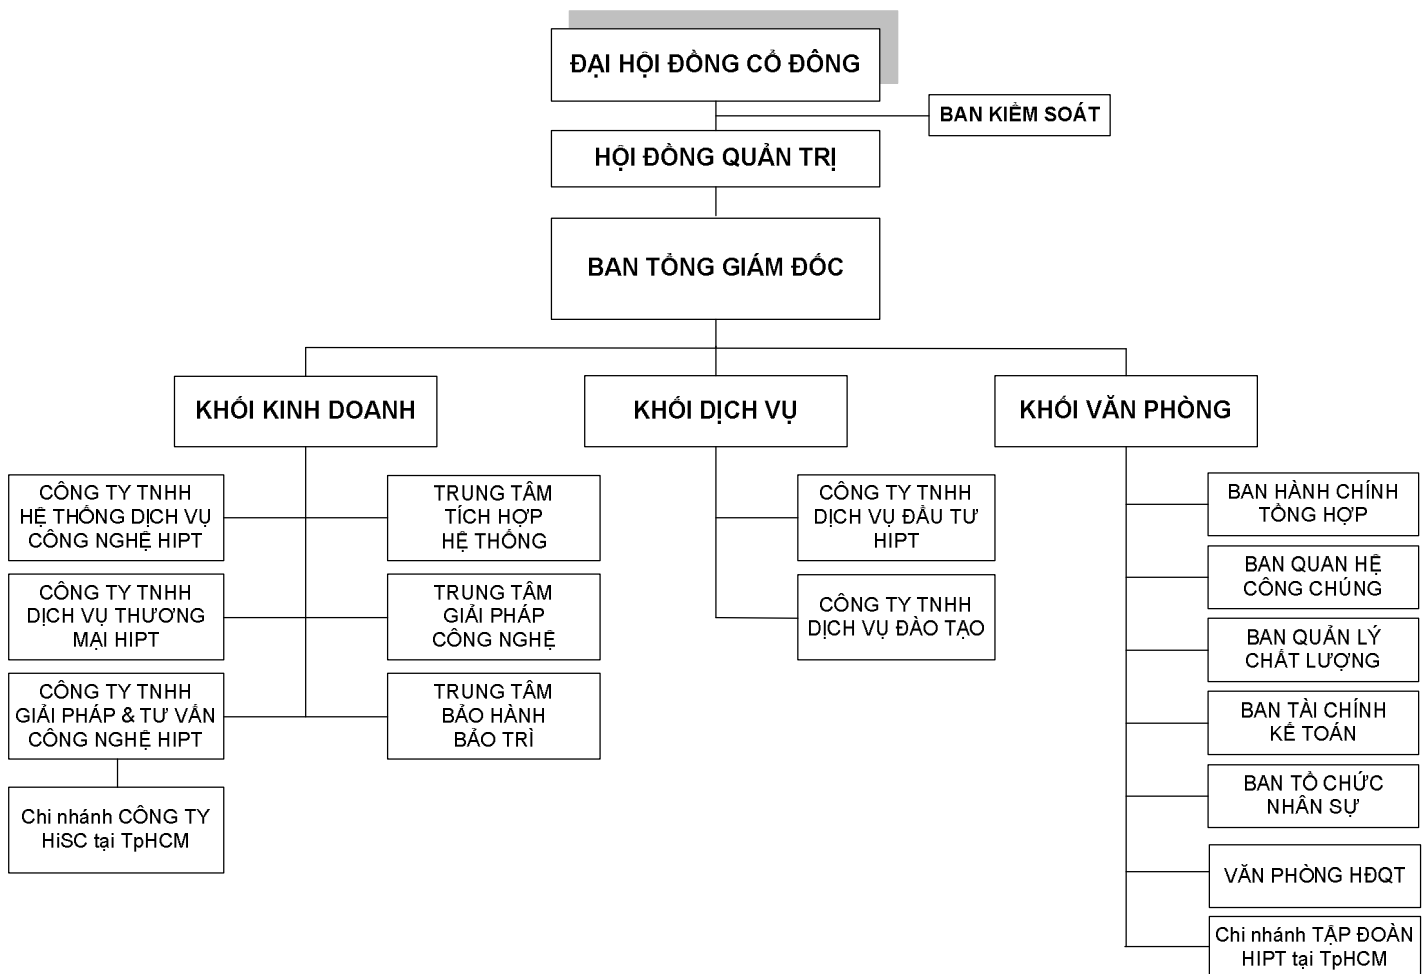 ĐẠI HỘI ĐỒNG CỔ ĐÔNG
BAN KIỂM SOÁT
HỘI ĐỒNG QUẢN TRỊ
BAN TỔNG GIÁM ĐỐC
KHỐI KINH DOANH
KHỐI DỊCH VỤ
KHỐI VĂN PHÒNG
CÔNG TY TNHH
HỆ THỐNG DỊCH VỤ
CÔNG NGHỆ HIPT
TRUNG TÂM
TÍCH HỢP
HỆ THỐNG
CÔNG TY TNHH
DỊCH VỤ THƯƠNG
MẠI HIPT
TRUNG TÂM
GIẢI PHÁP
CÔNG NGHỆ
CÔNG TY TNHH
GIẢI PHÁP & TƯ VẤN
CÔNG NGHỆ HIPT
TRUNG TÂM
BẢO HÀNH
BẢO TRÌ
Chi nhánh CÔNG TY
HiSC tại TpHCM
CÔNG TY TNHH
DỊCH VỤ ĐẦU TƯ
HIPT
CÔNG TY TNHH
DỊCH VỤ ĐÀO TẠO
BAN HÀNH CHÍNH
TỔNG HỢP
BAN QUAN HỆ
CÔNG CHÚNG
BAN QUẢN LÝ
CHẤT LƯỢNG
BAN TÀI CHÍNH
KẾ TOÁN
BAN TỔ CHỨC
NHÂN SỰ
VĂN PHÒNG HĐQT
Chi nhánh TẬP ĐOÀN
HIPT tại TpHCM